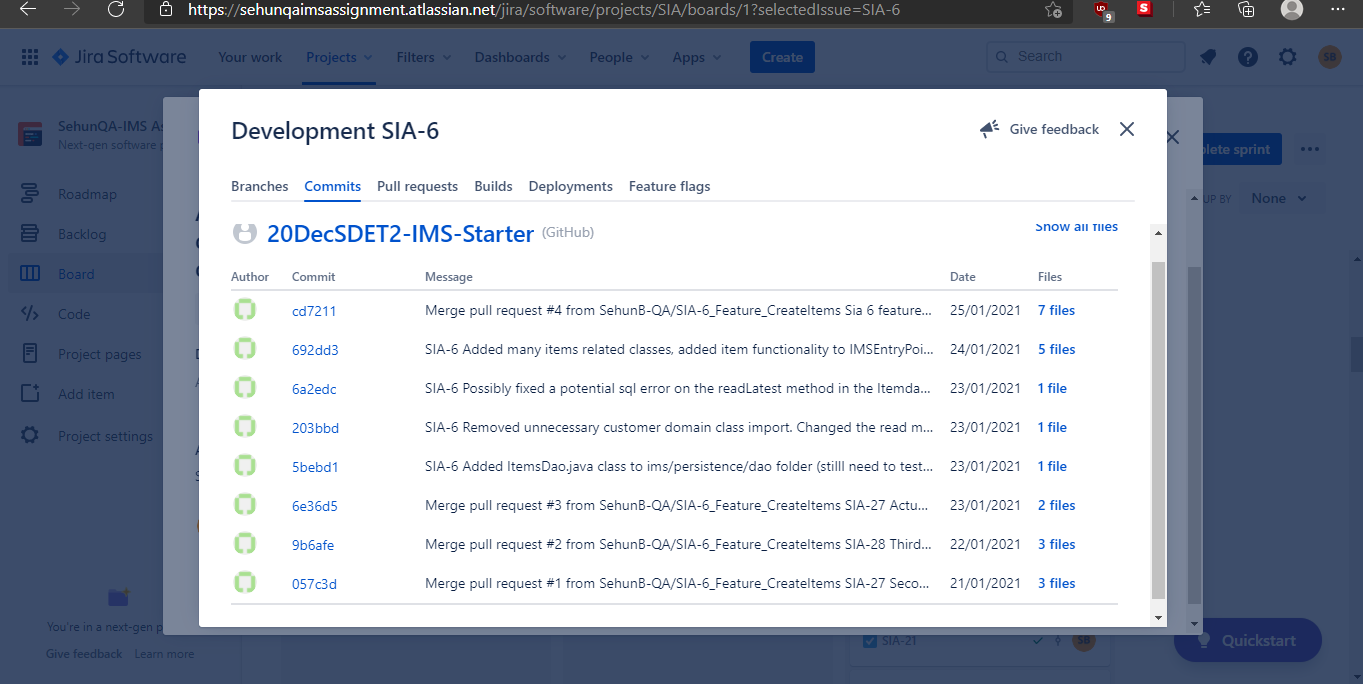 https://sehunqaimsassignment.atlassian.net/jira/software/projects/SIA/boards/1?selectedIssue=SIA-6
9
S
Jira Software Your work Projects Filters Dashboards People Apps Create Search SB
SehunQA-IMS As
Next-gen software p
Roadmap
Backlog
Board
Code
Project pages
Add item
Project settings
You're in a next-gen p
Give feedback Learn more
Development SIA-6
Give feedback
Branches Commits Pull requests Builds Deployments Feature flags
20DecSDET2-IMS-Starter (GitHub)
Show all files
Author Commit Message Date Files
cd7211 Merge pull request #4 from SehunB-QA/SIA-6_Feature_CreateItems Sia 6 feature... 25/01/2021 7 files
692dd3 SIA-6 Added many items related classes, added item functionality to IMSEntryPoi... 24/01/2021 5 files
6a2edc SIA-6 Possibly fixed a potential sql error on the readLatest method in the Itemda... 23/01/2021 1 file
203bbd SIA-6 Removed unnecessary customer domain class import. Changed the read m... 23/01/2021 1 file
5bebd1 SIA-6 Added ItemsDao.java class to ims/persistence/dao folder (stilll need to test... 23/01/2021 1 file
6e36d5 Merge pull request #3 from SehunB-QA/SIA-6_Feature_CreateItems SIA-27 Actu... 23/01/2021 2 files
9b6afe Merge pull request #2 from SehunB-QA/SIA-6_Feature_CreateItems SIA-28 Third... 22/01/2021 3 files
057c3d Merge pull request #1 from SehunB-QA/SIA-6_Feature_CreateItems SIA-27 Seco... 21/01/2021 3 files
plete sprint
UP BY None
SIA-21
SB
Quickstart